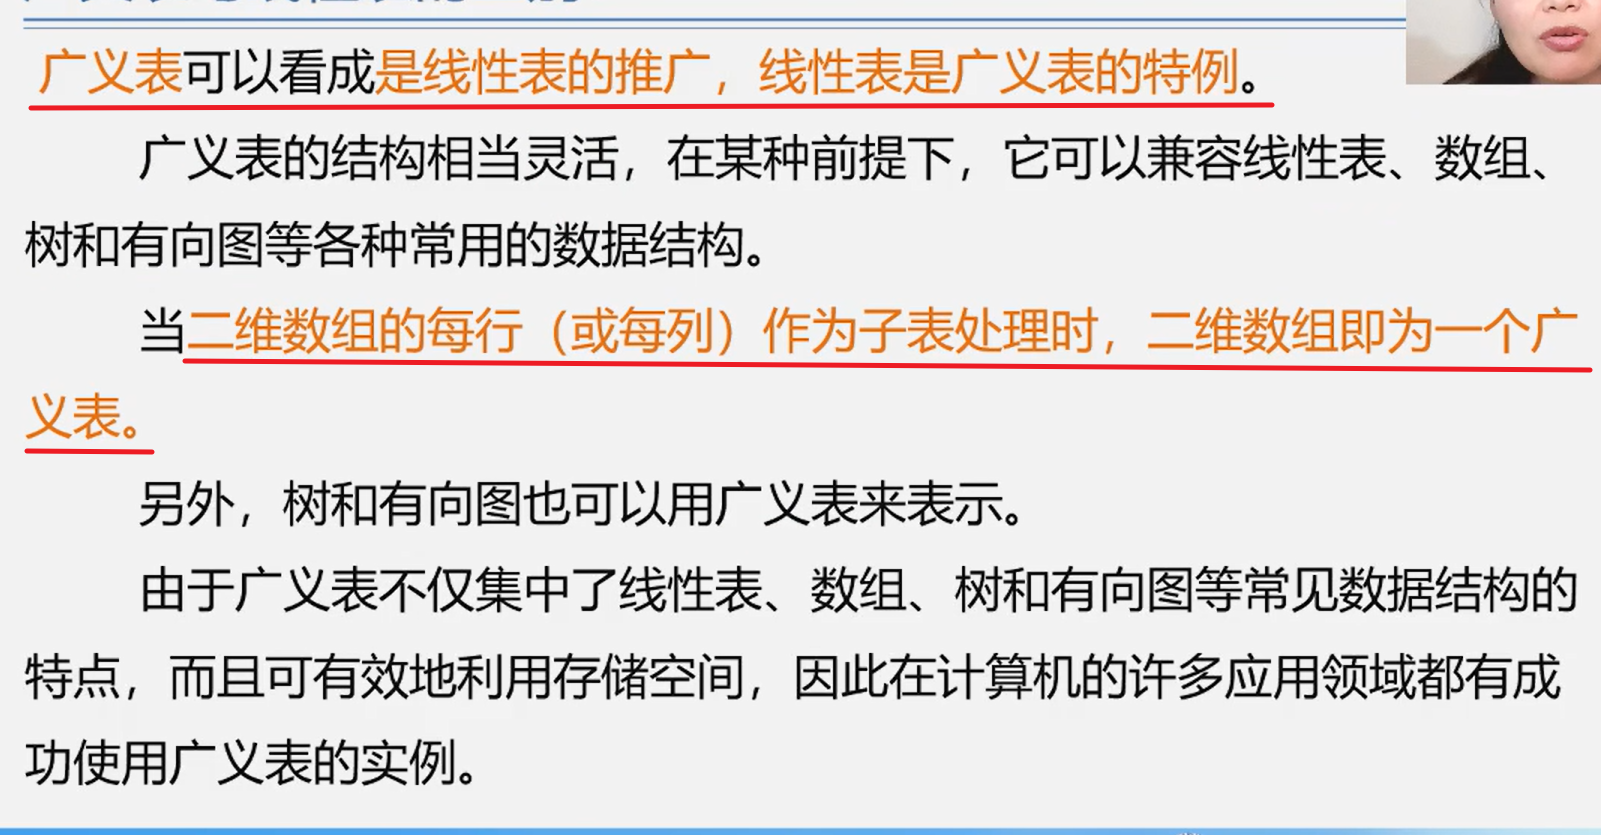 广义表可以看成是线性表的推广，线性表是广义表的特例。
广义表的结构相当灵活，在某种前提下，它可以兼容线性表、数组、
树和有向图等各种常用的数据结构。
当二维数组的每行（或每列）作为子表处理时，二维数组即为一个广
义表。
另外，树和有向图也可以用广义表来表示。
由于广义表不仅集中了线性表、数组、树和有向图等常见数据结构的
特点，而且可有效地利用存储空间，因此在计算机的许多应用领域都有成
功使用广义表的实例。